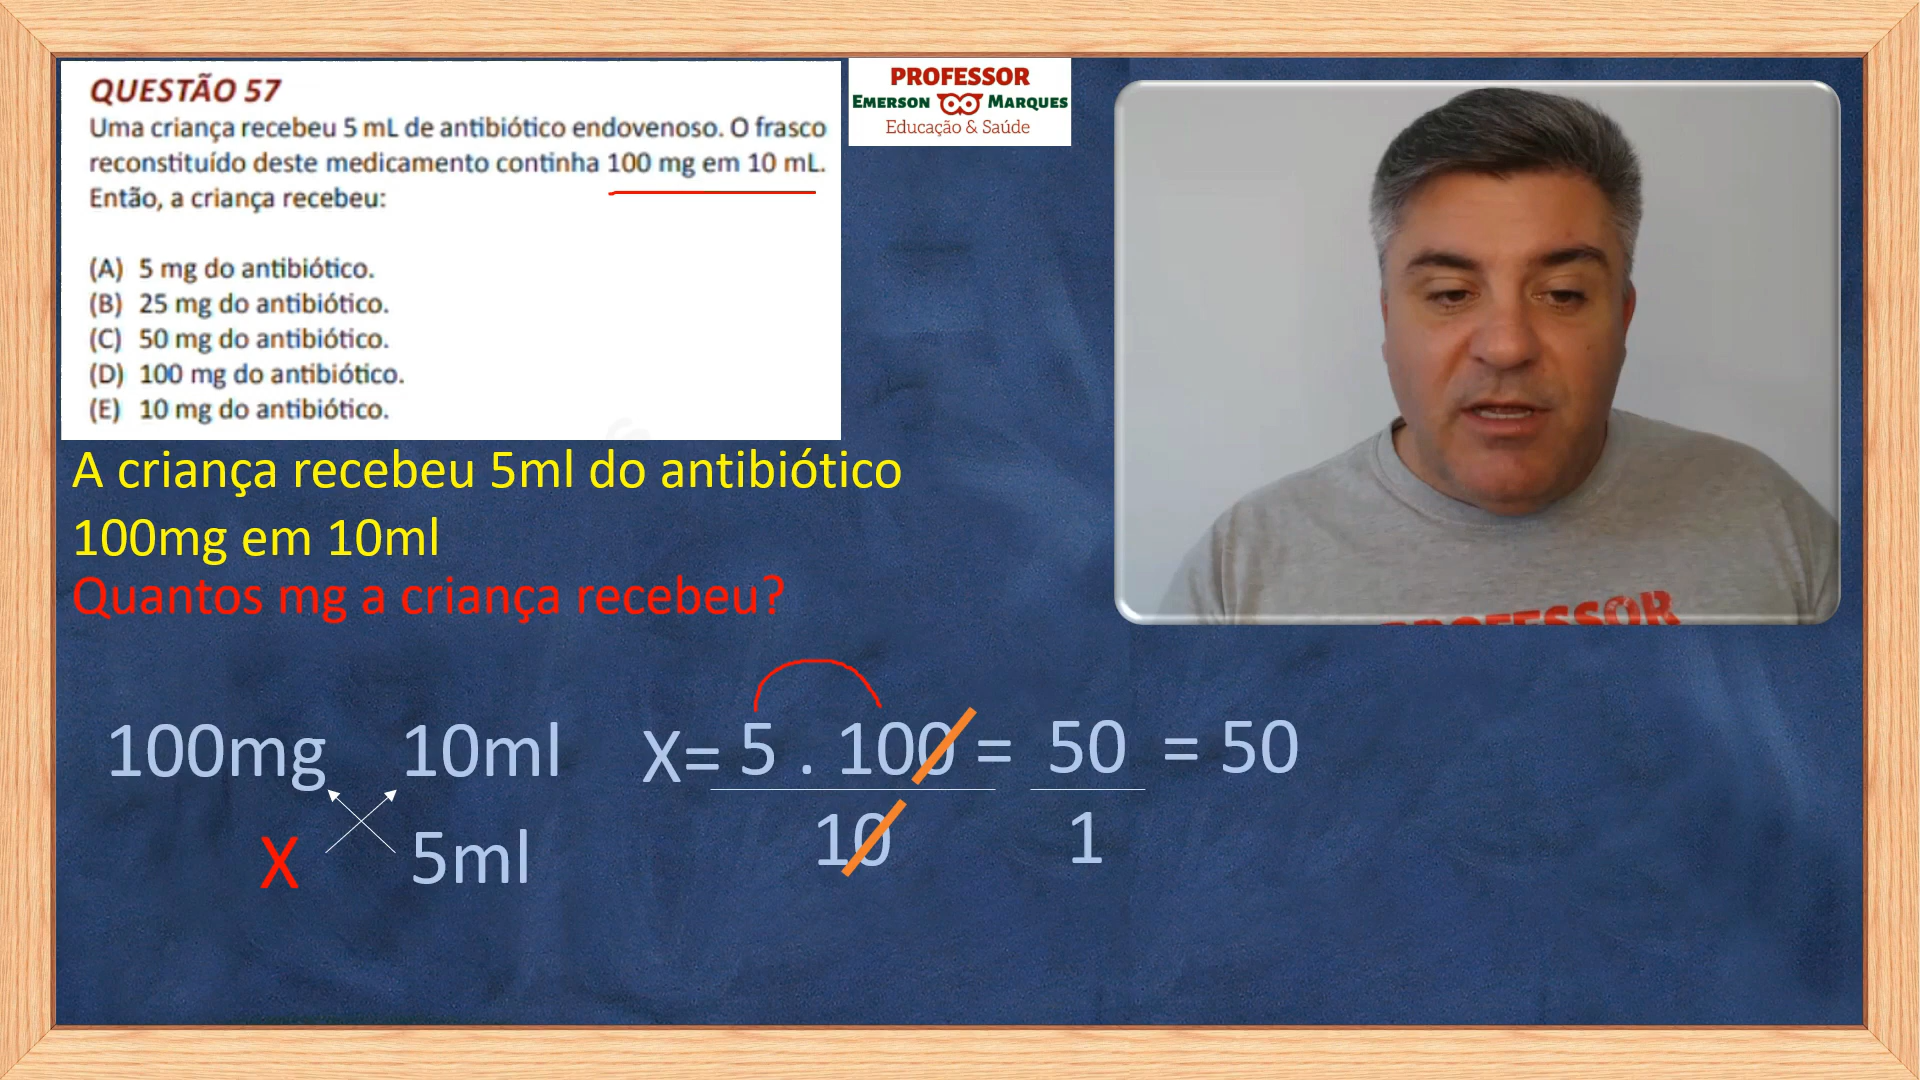 QUESTÃO 57
Uma criança recebeu 5 mL de antibiótico endovenoso. O frasco
reconstituído deste medicamento continha 100 mg em 10 mL.
Então, a criança recebeu:
(A) 5 mg do antibiótico.
(B) 25 mg do antibiótico.
(C) 50 mg do antibiótico.
(D) 100 mg do antibiótico.
(E) 10 mg do antibiótico.
PROFESSOR
EMERSON MARQUES
Educação & Saúde
A criança recebeu 5ml do antibiótico
100mg em 10ml
Quantos mg a criança recebeu?
100mg 10ml
X 5ml
X= 5 . 100 = 50 = 50
10 1
PROFESSOR